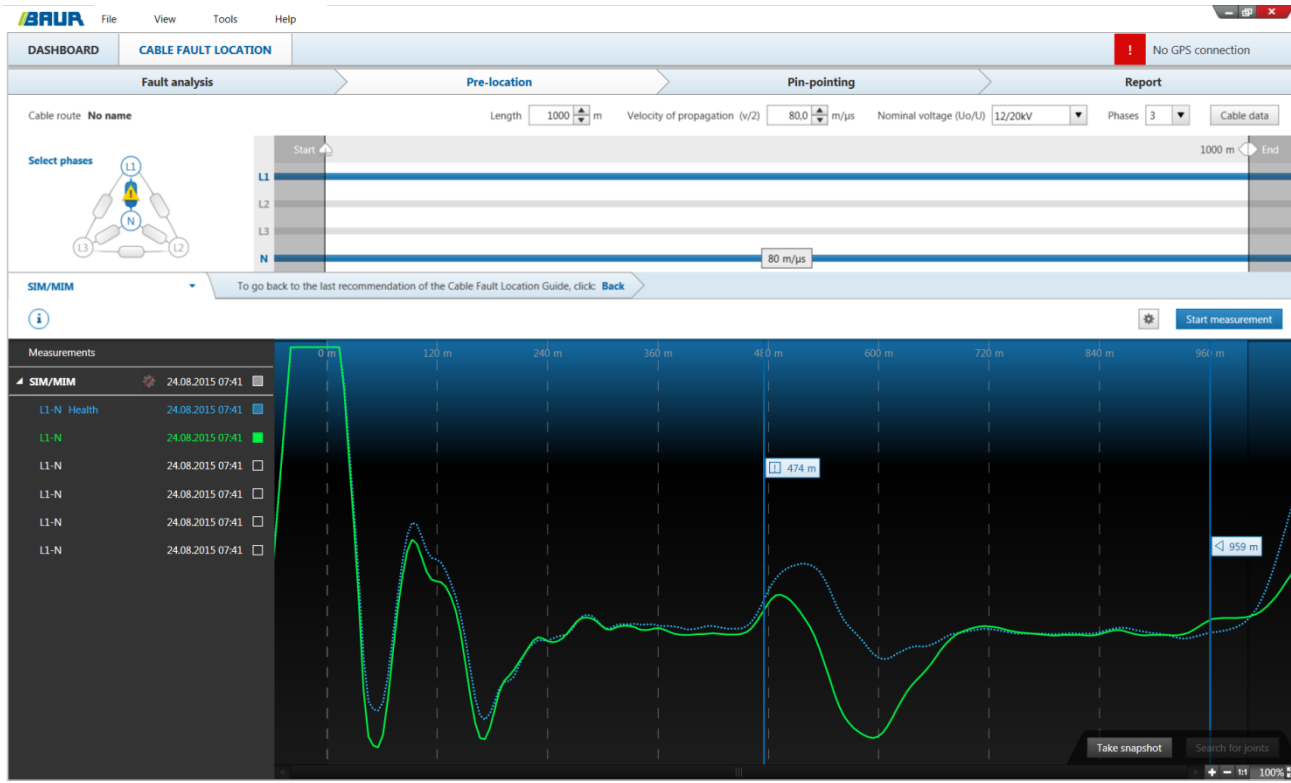 BAUR File View Tools Help
DASHBOARD CABLE FAULT LOCATION ! No GPS connection
Fault analysis Pre-location Pin-pointing Report
Cable route No name Length 1000 m Velocity of propagation (v/2) 80,0 m/µs Nominal voltage (Uo/U) 12/20kV Phases 3 Cable data
Start 1000 m End
Select phases
L1
L1
L2
N
L3
L3 L2
N
80 m/µs
SIM/MIM To go back to the last recommendation of the Cable Fault Location Guide, click: Back
i Start measurement
Measurements 0 m 120 m 240 m 360 m 480 m 600 m 720 m 840 m 960 m
SIM/MIM 24.08.2015 07:41
L1-N Health 24.08.2015 07:41
L1-N 24.08.2015 07:41
L1-N 24.08.2015 07:41
474 m
L1-N 24.08.2015 07:41
L1-N 24.08.2015 07:41
L1-N 24.08.2015 07:41
959 m
Take snapshot Search for joints
1:1 100%